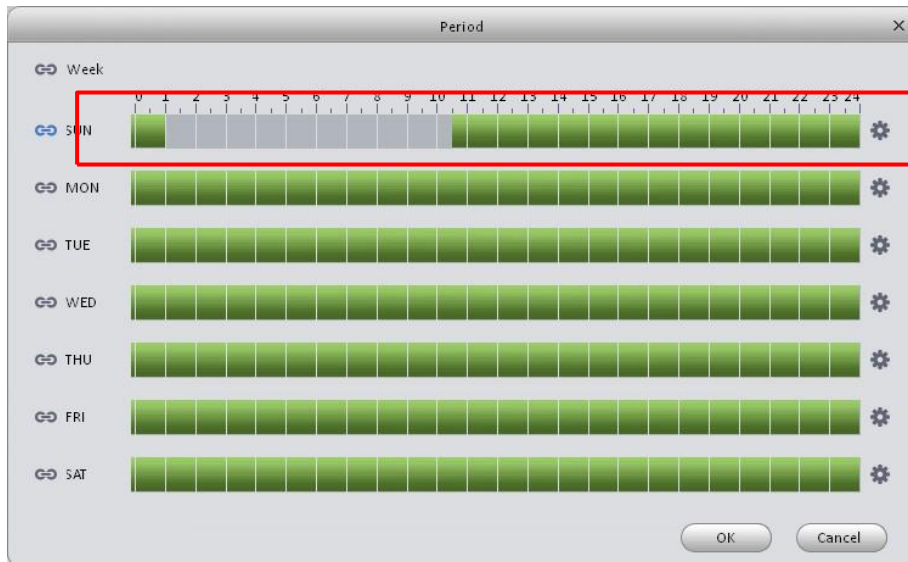 Period
Week
0 1 2 3 4 5 6 7 8 9 10 11 12 13 14 15 16 17 18 19 20 21 22 23 24
SUN
MON
TUE
WED
THU
FRI
SAT
OK Cancel